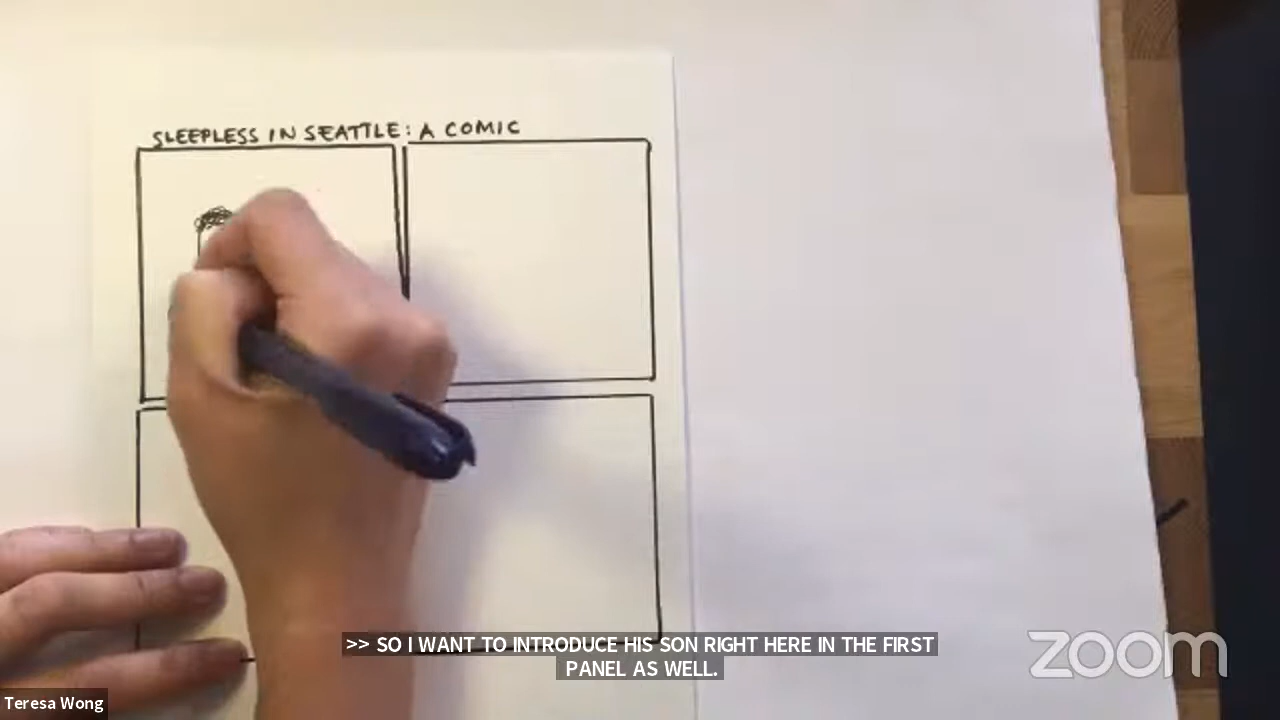 SLEEPLESS IN SEATTLE: A COMIC
>> SO I WANT TO INTRODUCE HIS SON RIGHT HERE IN THE FIRST
PANEL AS WELL.
zoom
Teresa Wong